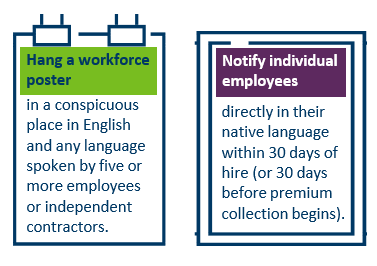 Hang a workforce
poster
in a conspicuous
place in English
and any language
spoken by five or
more employees
or independent
contractors.
Notify individual
employees
directly in their
native language
within 30 days of
hire (or 30 days
before premium
collection begins).